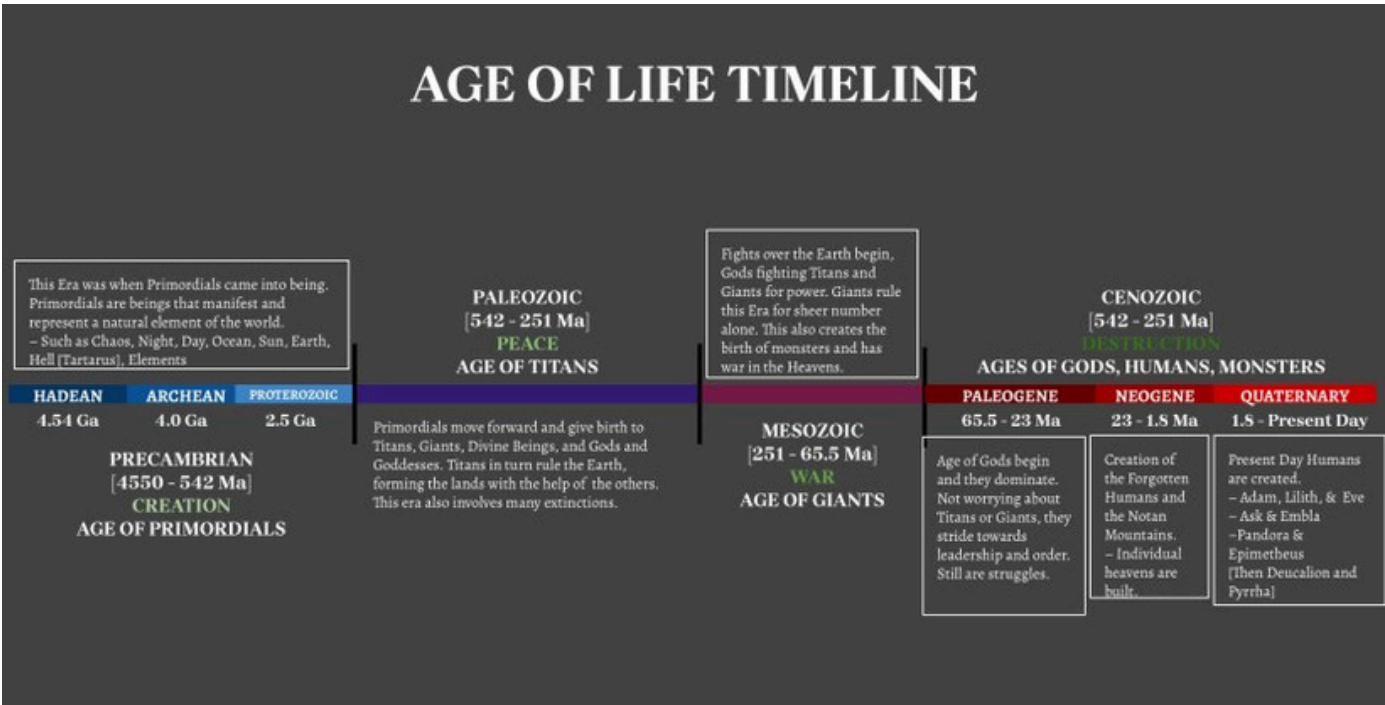 AGE OF LIFE TIMELINE
This Era was when Primordials came into being.
Primordials are beings that manifest and
represent a natural element of the world.
– Such as Chaos, Night, Day, Ocean, Sun, Earth,
Hell [Tartarus], Elements
HADEAN
ARCHEAN
PROTEROZOIC
4.54 Ga
4.0 Ga
2.5 Ga
PRECAMBRIAN
[4550 - 542 Ma]
CREATION
AGE OF PRIMORDIALS
PALEOZOIC
[542 - 251 Ma]
PEACE
AGE OF TITANS
Primordials move forward and give birth to
Titans, Giants, Divine Beings, and Gods and
Goddesses. Titans in turn rule the Earth,
forming the lands with the help of the others.
This era also involves many extinctions.
Fights over the Earth begin,
Gods fighting Titans and
Giants for power. Giants rule
this Era for sheer number
alone. This also creates the
birth of monsters and has
war in the Heavens.
MESOZOIC
[251 - 65.5 Ma]
WAR
AGE OF GIANTS
CENOZOIC
[542 - 251 Ma]
DESTRUCTION
AGES OF GODS, HUMANS, MONSTERS
PALEOGENE
NEOGENE
QUATERNARY
65.5 - 23 Ma
23 - 1.8 Ma
1.8 - Present Day
Age of Gods begin
and they dominate.
Not worrying about
Titans or Giants, they
stride towards
leadership and order.
Still are struggles.
Creation of
the Forgotten
Humans and
the Notan
Mountains.
– Individual
heavens are
built.
Present Day Humans
are created.
– Adam, Lilith, & Eve
– Ask & Embla
–Pandora &
Epimetheus
[Then Deucalion and
Pyrrha]